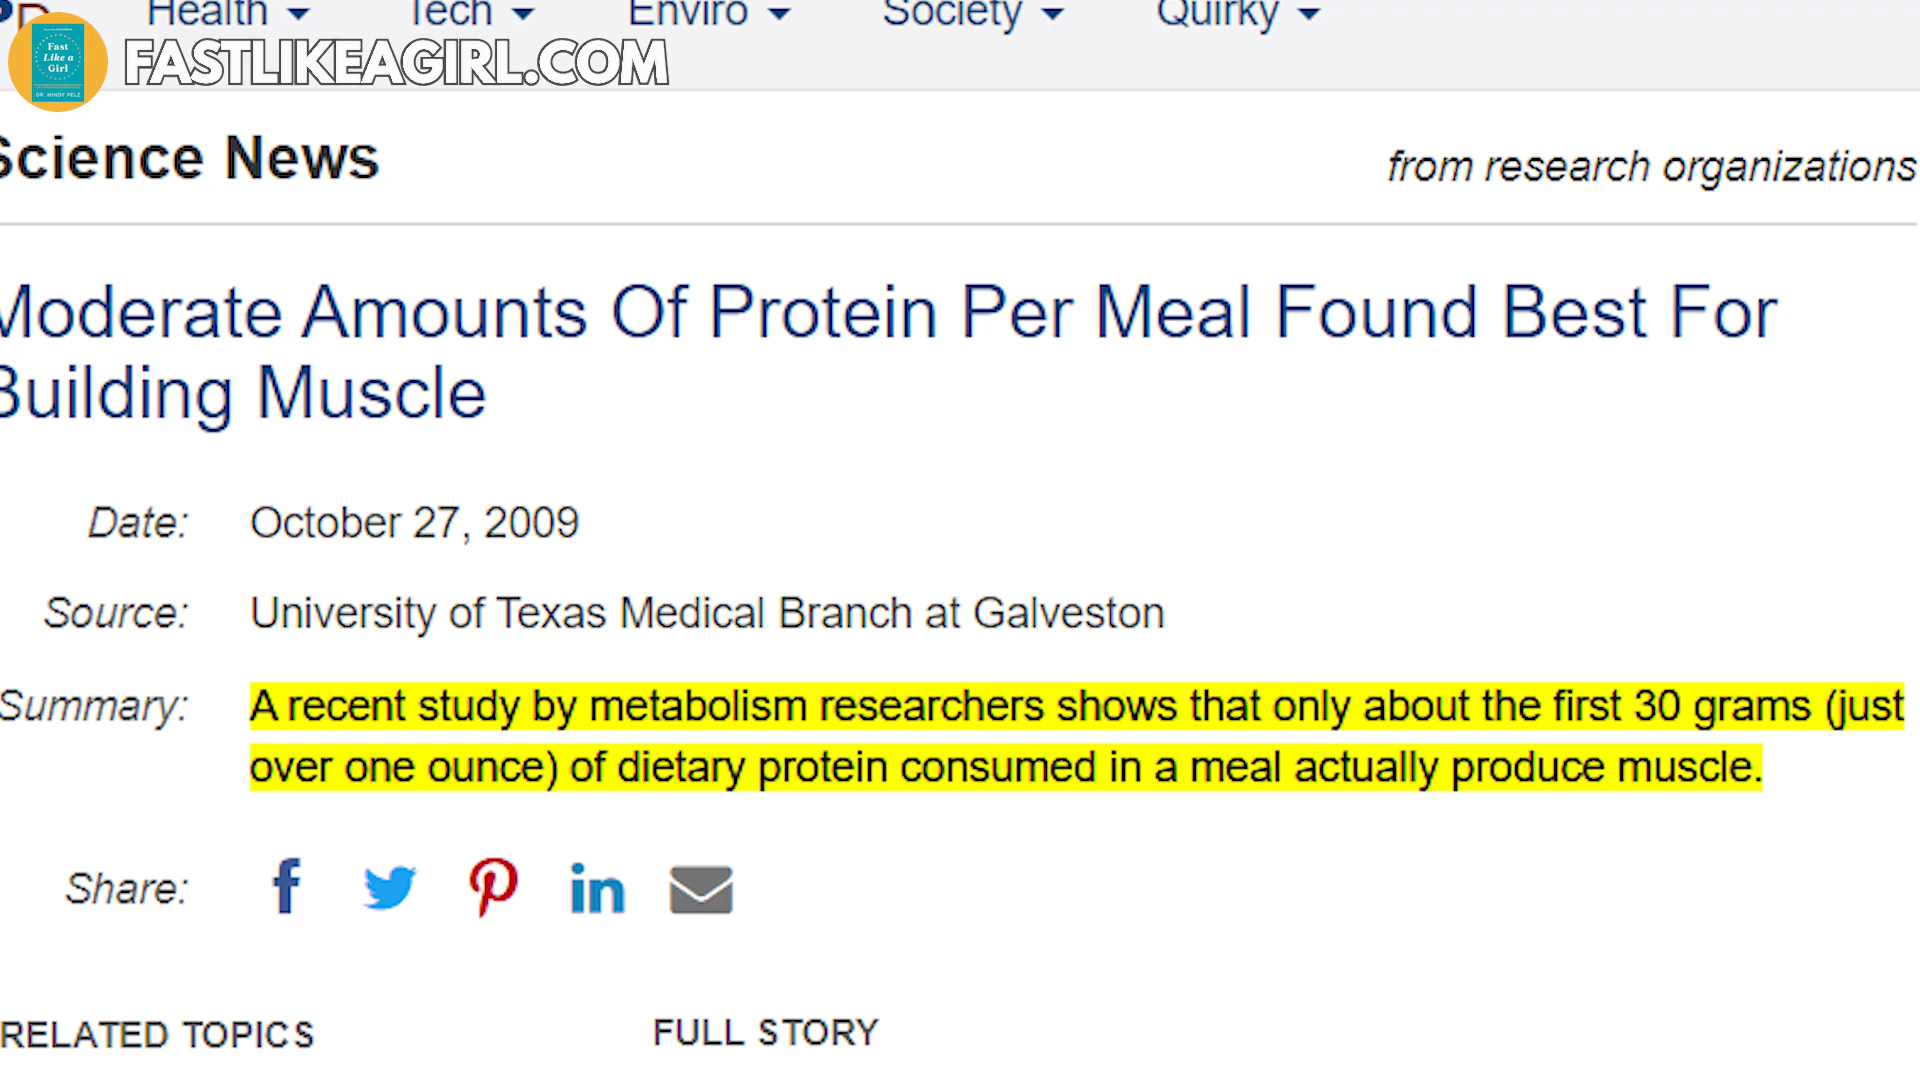 Health Tech Enviro Society Quirky
Fast
Like a
Girl
DR. MINDY PELZ
FASTLIKEAGIRL.COM
Science News
from research organizations
Moderate Amounts Of Protein Per Meal Found Best For
Building Muscle
Date: October 27, 2009
Source: University of Texas Medical Branch at Galveston
Summary: A recent study by metabolism researchers shows that only about the first 30 grams (just
over one ounce) of dietary protein consumed in a meal actually produce muscle.
Share:
RELATED TOPICS
FULL STORY